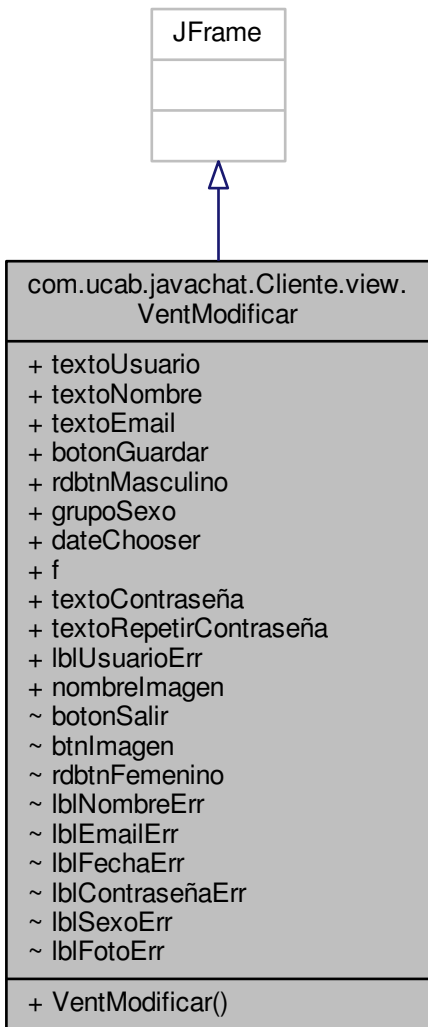 JFrame
com.ucab.javachat.Cliente.view.
VentModificar
+ textoUsuario
+ textoNombre
+ textoEmail
+ botonGuardar
+ rdbtnMasculino
+ grupoSexo
+ dateChooser
+ f
+ textoContraseña
+ textoRepetirContraseña
+ lblUsuarioErr
+ nombreImagen
~ botonSalir
~ btnImagen
~ rdbtnFemenino
~ lblNombreErr
~ lblEmailErr
~ lblFechaErr
~ lblContraseñaErr
~ lblSexoErr
~ lblFotoErr
+ VentModificar()